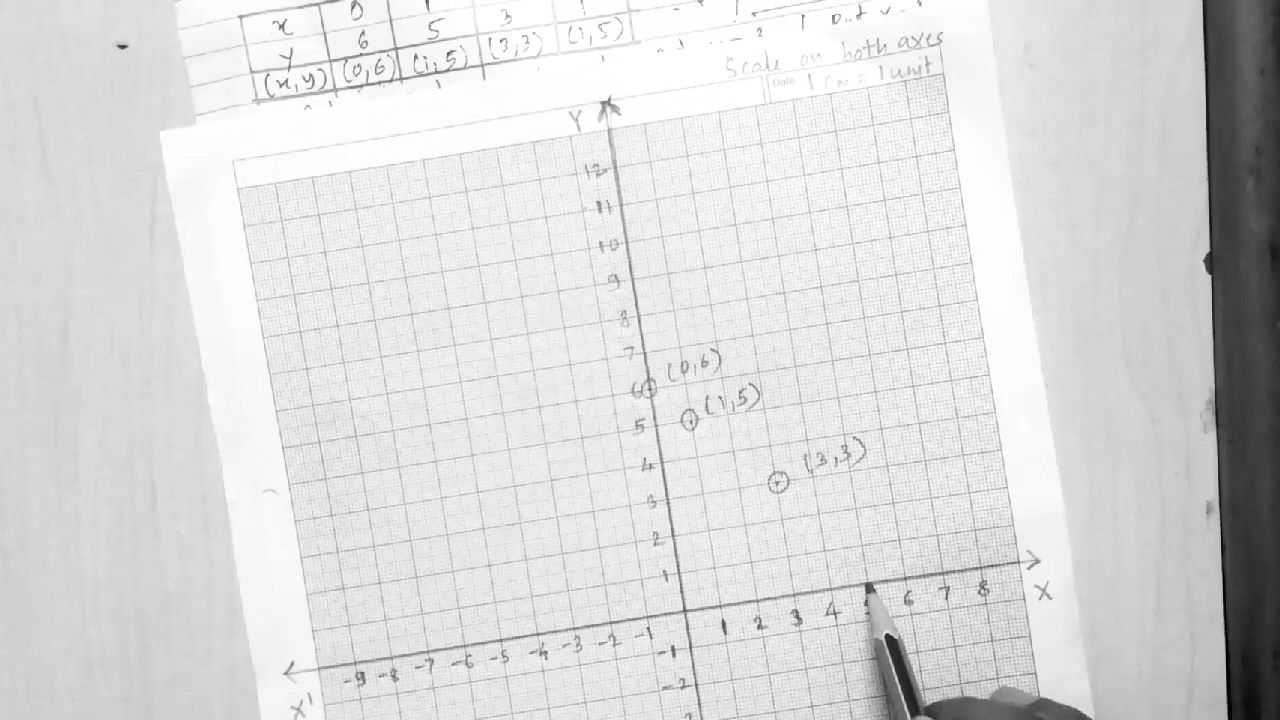 x 0 1 3 1
y 6 5 3
(x,y) (0,6) (1,5) (3,3) (1,5)
Scale on both axes
Date 1 cm = 1 unit
Y
12
11
10
9
8
7
6 (0,6)
5 (1,5)
4 (3,3)
3
2
1
-9 -8 -7 -6 -5 -4 -3 -2 -1 1 2 3 4 6 7 8
X' X
-1
-2